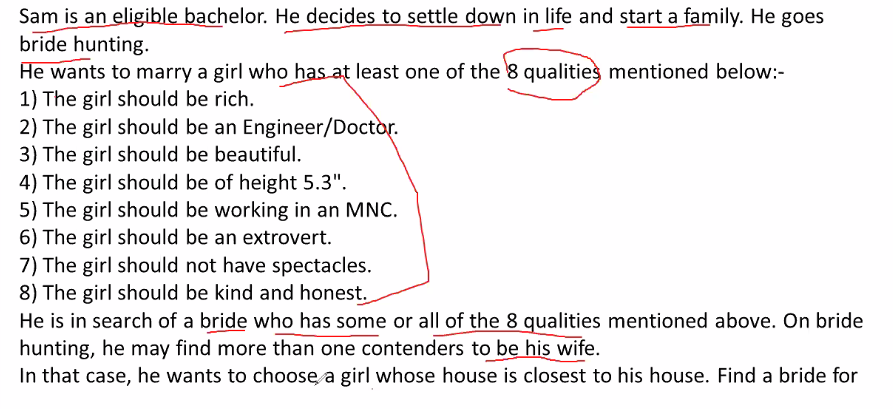 Sam is an eligible bachelor. He decides to settle down in life and start a family. He goes
bride hunting.
He wants to marry a girl who has at least one of the 8 qualities mentioned below:-
1) The girl should be rich.
2) The girl should be an Engineer/Doctor.
3) The girl should be beautiful.
4) The girl should be of height 5.3".
5) The girl should be working in an MNC.
6) The girl should be an extrovert.
7) The girl should not have spectacles.
8) The girl should be kind and honest.
He is in search of a bride who has some or all of the 8 qualities mentioned above. On bride
hunting, he may find more than one contenders to be his wife.
In that case, he wants to choose a girl whose house is closest to his house. Find a bride for